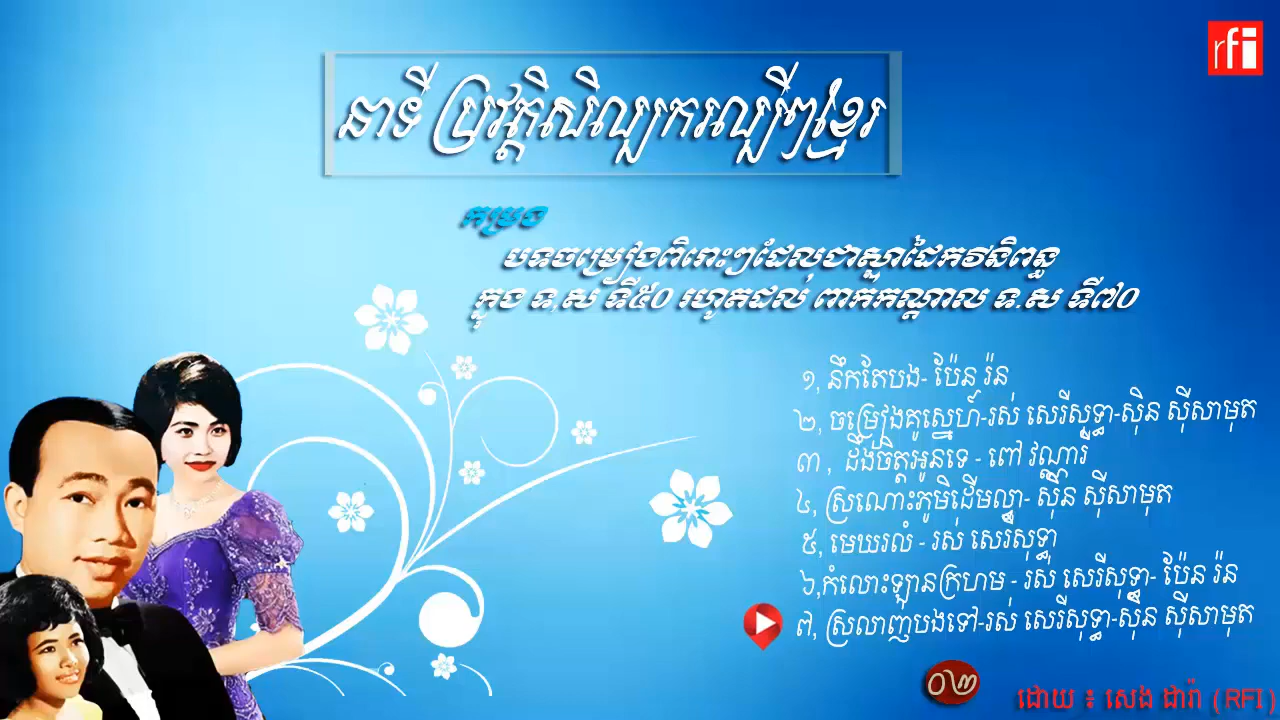 rfi
នាទី ប្រវត្តិសិល្បករល្បីៗខ្មែរ
កម្រង
បទចម្រៀងពិរោះៗដែលជាស្នាដៃកវីនិពន្ធ
ក្នុង ទ.ស ទី៥០ រហូតដល់ ពាក់កណ្តាល ទ.ស ទី៧០
១, នឹកតែបង- ប៉ែន រ៉ន
២, ចម្រៀងគូស្នេហ៍-រស់ សេរីសុទ្ធា-ស៊ិន ស៊ីសាមុត
៣ , ដឹងចិត្តអូនទេ - ពៅ វណ្ណារី
៤, ស្រណោះភូមិដើមល្វា- ស៊ិន ស៊ីសាមុត
៥, មេឃរលំ - រស់ សេរីសុទ្ធា
៦,កំលោះឡានក្រហម - រស់ សេរីសុទ្ធា- ប៉ែន រ៉ន
៧, ស្រលាញ់បងទៅ-រស់ សេរីសុទ្ធា-ស៊ិន ស៊ីសាមុត
០២៣
ដោយ ៖ សេង ដារ៉ា (RFI)